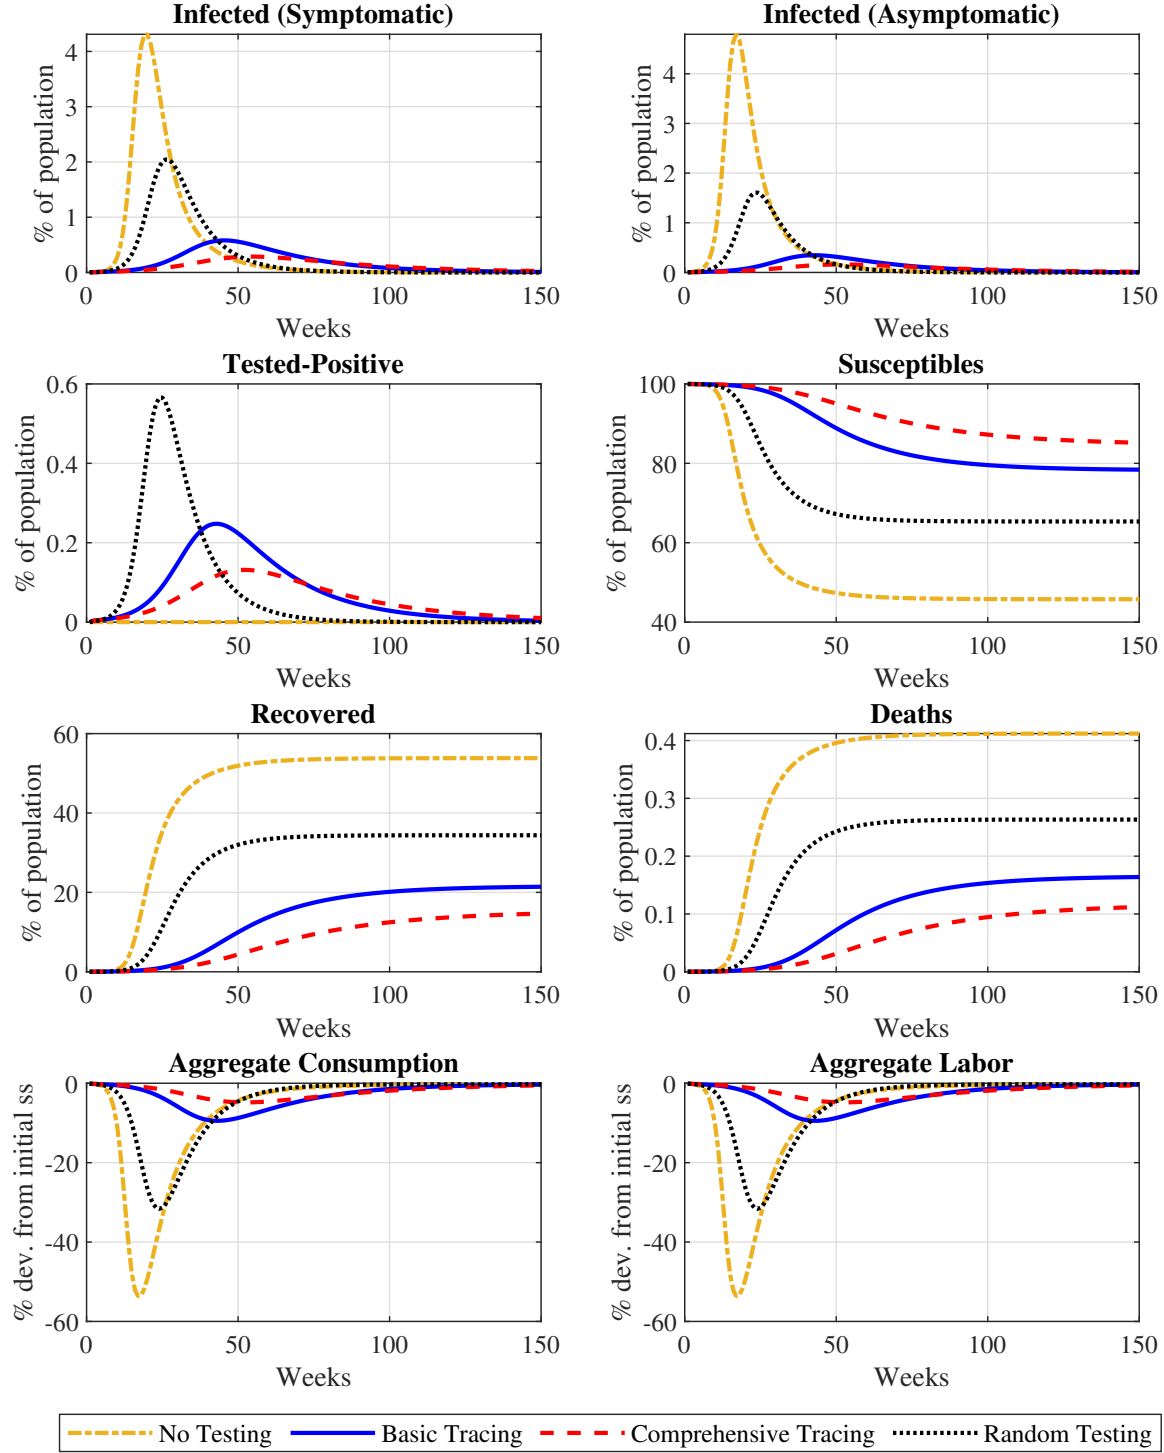 Infected (Symptomatic)
% of population
4
3
2
1
0
0 50 100 150
Weeks
Infected (Asymptomatic)
% of population
4
3
2
1
0
0 50 100 150
Weeks
Tested-Positive
% of population
0.6
0.4
0.2
0
0 50 100 150
Weeks
Susceptibles
% of population
100
80
60
40
0 50 100 150
Weeks
Recovered
% of population
60
40
20
0
0 50 100 150
Weeks
Deaths
% of population
0.4
0.3
0.2
0.1
0
0 50 100 150
Weeks
Aggregate Consumption
% dev. from initial ss
0
-20
-40
-60
0 50 100 150
Weeks
Aggregate Labor
% dev. from initial ss
0
-20
-40
-60
0 50 100 150
Weeks
No Testing Basic Tracing Comprehensive Tracing Random Testing